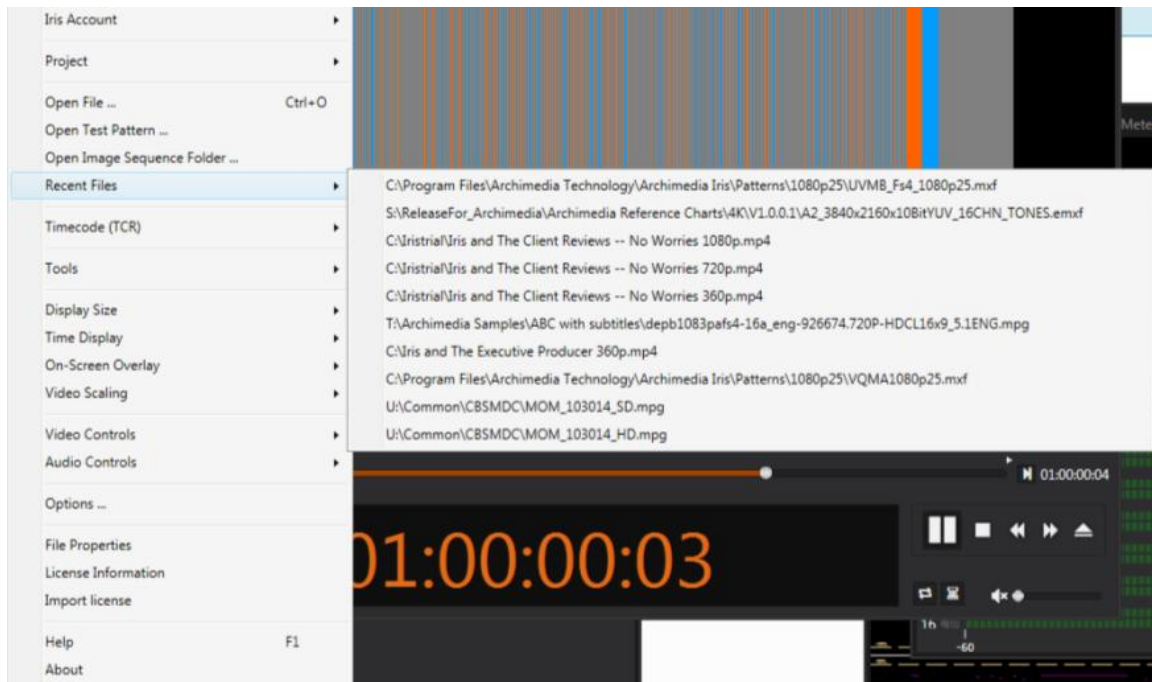 Iris Account
Project
Open File ... Ctrl+O
Open Test Pattern ...
Open Image Sequence Folder ...
Recent Files
Timecode (TCR)
Tools
Display Size
Time Display
On-Screen Overlay
Video Scaling
Video Controls
Audio Controls
Options ...
File Properties
License Information
Import license
Help F1
About
C:\Program Files\Archimedia Technology\Archimedia Iris\Patterns\1080p25\UVMB_Fs4_1080p25.mxf
S:\ReleaseFor_Archimedia\Archimedia Reference Charts\4K\V1.0.0.1\A2_3840x2160x10BitYUV_16CHN_TONES.emxf
C:\Iristrial\Iris and The Client Reviews -- No Worries 1080p.mp4
C:\Iristrial\Iris and The Client Reviews -- No Worries 720p.mp4
C:\Iristrial\Iris and The Client Reviews -- No Worries 360p.mp4
T:\Archimedia Samples\ABC with subtitles\depb1083pafs4-16a_eng-926674.720P-HDCL16x9_5.1ENG.mpg
C:\Iris and The Executive Producer 360p.mp4
C:\Program Files\Archimedia Technology\Archimedia Iris\Patterns\1080p25\VQMA1080p25.mxf
U:\Common\CBSMDC\MOM_103014_SD.mpg
U:\Common\CBSMDC\MOM_103014_HD.mpg
Mete
01:00:00:04
01:00:00:03
16
-60